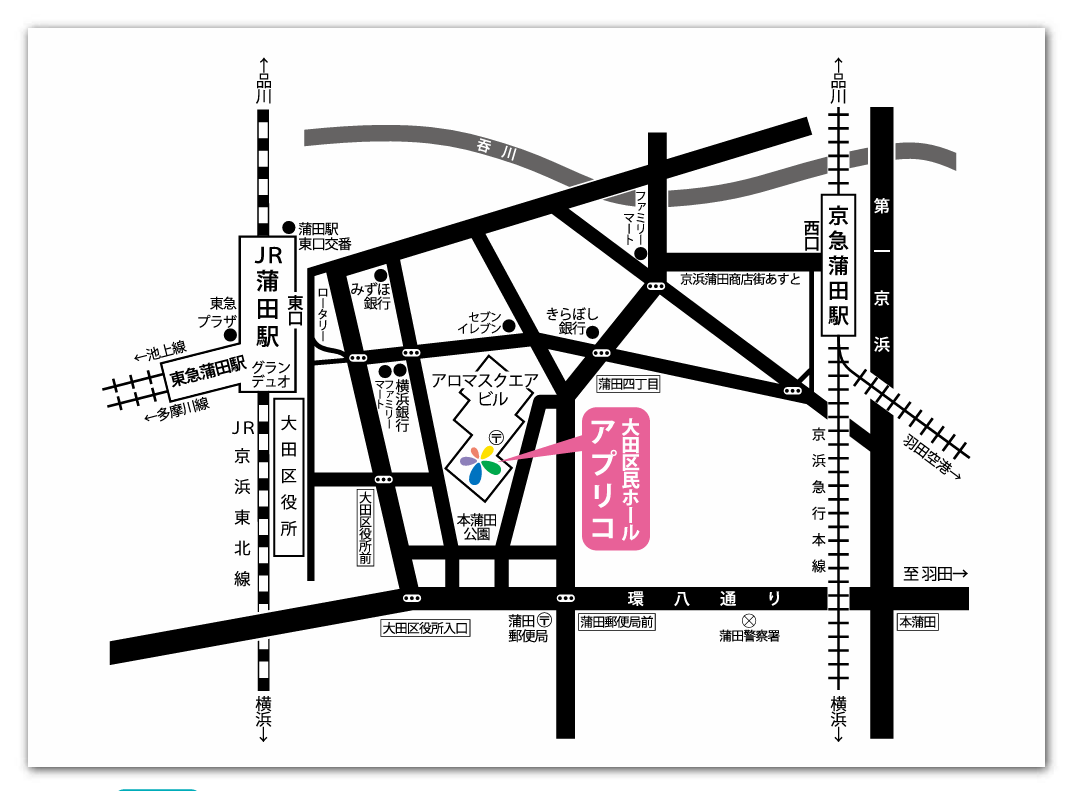 ←品川
←品川
呑川
第一京浜
ファミリー
マート
蒲田駅
東口交番
西口
京急蒲田駅
JR
蒲田駅
東口
ロータリー
みずほ
銀行
京浜蒲田商店街あすと
東急
プラザ
セブン
イレブン
きらぼし
銀行
←池上線
東急蒲田駅
←多摩川線
グラン
デュオ
横浜銀行
ファミリー
マート
アロマスクエア
ビル
蒲田四丁目
〒
大田区民ホール
アプリコ
JR京浜東北線
大田区役所
大田区役所前
本蒲田
公園
京浜急行本線
羽田空港→
至 羽田→
環八通り
大田区役所入口
蒲田〒
郵便局
蒲田郵便局前
蒲田警察署
本蒲田
横浜→
横浜→